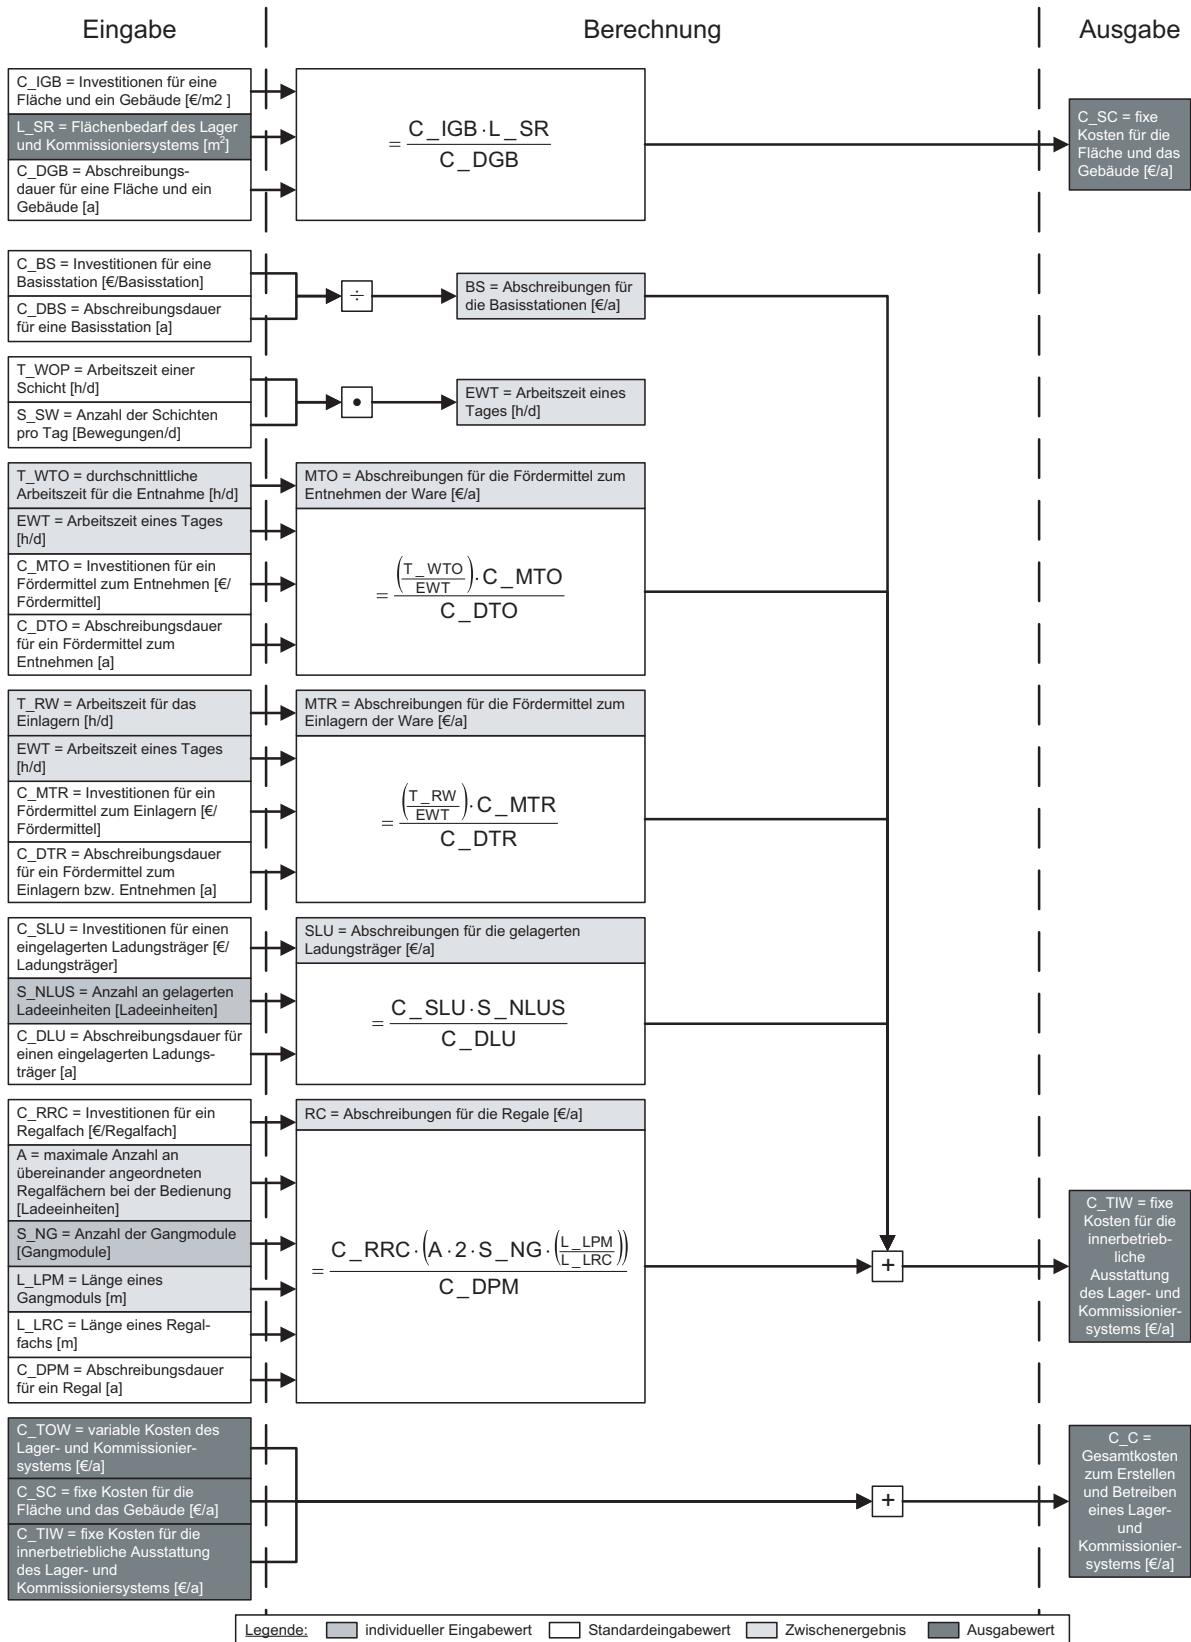 Eingabe
Berechnung
Ausgabe
C_IGB = Investitionen für eine
Fläche und ein Gebäude [€/m2 ]
L_SR = Flächenbedarf des Lager
und Kommissioniersystems [m²]
C_DGB = Abschreibungs-
dauer für eine Fläche und ein
Gebäude [a]
= C_IGB·L_SR
C_DGB
C_SC = fixe
Kosten für die
Fläche und das
Gebäude [€/a]
C_BS = Investitionen für eine
Basisstation [€/Basisstation]
C_DBS = Abschreibungsdauer
für eine Basisstation [a]
÷
BS = Abschreibungen für
die Basisstationen [€/a]
T_WOP = Arbeitszeit einer
Schicht [h/d]
S_SW = Anzahl der Schichten
pro Tag [Bewegungen/d]
•
EWT = Arbeitszeit eines
Tages [h/d]
T_WTO = durchschnittliche
Arbeitszeit für die Entnahme [h/d]
EWT = Arbeitszeit eines Tages
[h/d]
C_MTO = Investitionen für ein
Fördermittel zum Entnehmen [€/
Fördermittel]
C_DTO = Abschreibungsdauer
für ein Fördermittel zum
Entnehmen [a]
MTO = Abschreibungen für die Fördermittel zum
Entnehmen der Ware [€/a]
= (T_WTO
EWT)·C_MTO
C_DTO
T_RW = Arbeitszeit für das
Einlagern [h/d]
EWT = Arbeitszeit eines Tages
[h/d]
C_MTR = Investitionen für ein
Fördermittel zum Einlagern [€/
Fördermittel]
C_DTR = Abschreibungsdauer
für ein Fördermittel zum
Einlagern bzw. Entnehmen [a]
MTR = Abschreibungen für die Fördermittel zum
Einlagern der Ware [€/a]
= (T_RW
EWT)·C_MTR
C_DTR
C_SLU = Investitionen für einen
eingelagerten Ladungsträger [€/
Ladungsträger]
S_NLUS = Anzahl an gelagerten
Ladeeinheiten [Ladeeinheiten]
C_DLU = Abschreibungsdauer für
einen eingelagerten Ladungs-
träger [a]
SLU = Abschreibungen für die gelagerten
Ladungsträger [€/a]
= C_SLU·S_NLUS
C_DLU
C_RRC = Investitionen für ein
Regalfach [€/Regalfach]
A = maximale Anzahl an
übereinander angeordneten
Regalfächern bei der Bedienung
[Ladeeinheiten]
S_NG = Anzahl der Gangmodule
[Gangmodule]
L_LPM = Länge eines
Gangmoduls [m]
L_LRC = Länge eines Regal-
fachs [m]
C_DPM = Abschreibungsdauer
für ein Regal [a]
RC = Abschreibungen für die Regale [€/a]
= C_RRC·(A·2·S_NG·(L_LPM
L_LRC))
C_DPM
+
C_TIW = fixe
Kosten für die
innerbetrieb-
liche
Ausstattung
des Lager- und
Kommissionier-
systems [€/a]
C_TOW = variable Kosten des
Lager- und Kommissionier-
systems [€/a]
C_SC = fixe Kosten für die
Fläche und das Gebäude [€/a]
C_TIW = fixe Kosten für die
innerbetriebliche Ausstattung
des Lager- und
Kommissioniersystems [€/a]
+
C_C =
Gesamtkosten
zum Erstellen
und Betreiben
eines Lager-
und
Kommissionier-
systems [€/a]
Legende: individueller Eingabewert Standardeingabewert Zwischenergebnis Ausgabewert